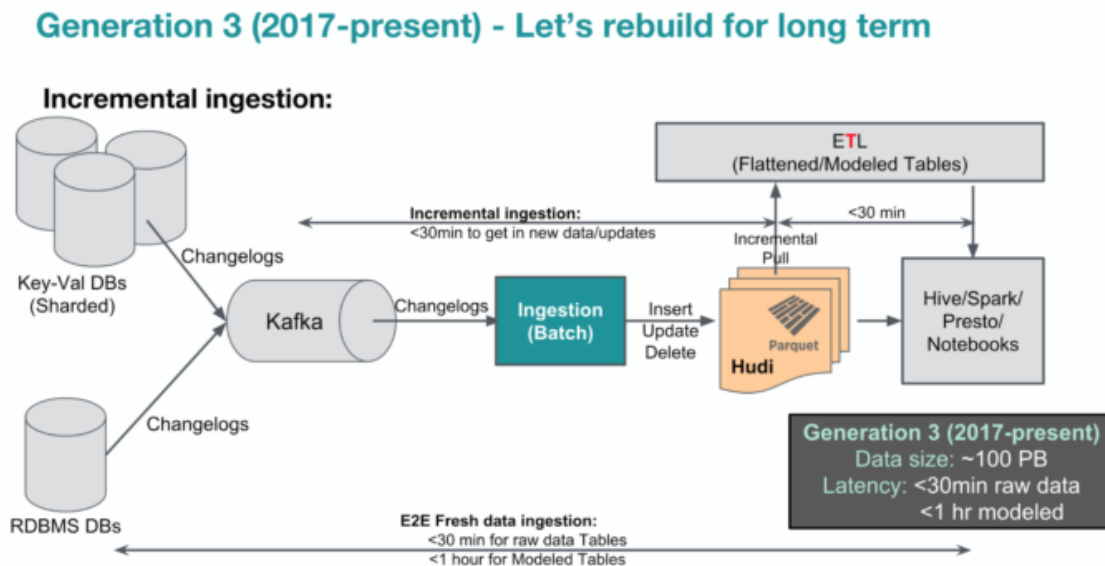 Generation 3 (2017-present) - Let's rebuild for long term
Incremental ingestion:
ETL
(Flattened/Modeled Tables)
Incremental ingestion:
<30min to get in new data/updates
<30 min
Incremental
Pull
Changelogs
Key-Val DBs
(Sharded)
Kafka
Changelogs
Ingestion
(Batch)
Insert
Update
Delete
Parquet
Hudi
Hive/Spark/
Presto/
Notebooks
Changelogs
RDBMS DBs
Generation 3 (2017-present)
Data size: ~100 PB
Latency: <30min raw data
<1 hr modeled
E2E Fresh data ingestion:
<30 min for raw data Tables
<1 hour for Modeled Tables